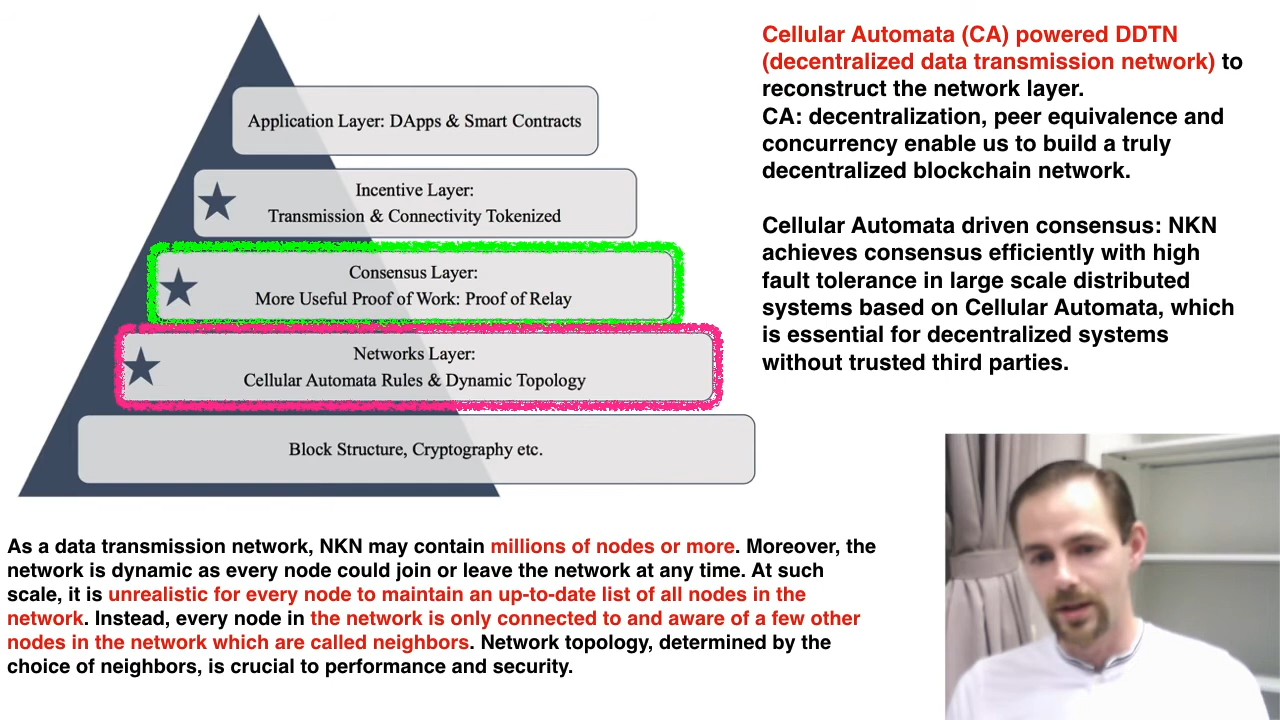 Application Layer: DApps & Smart Contracts
Incentive Layer:
Transmission & Connectivity Tokenized
Consensus Layer:
More Useful Proof of Work: Proof of Relay
Networks Layer:
Cellular Automata Rules & Dynamic Topology
Block Structure, Cryptography etc.
Cellular Automata (CA) powered DDTN
(decentralized data transmission network) to
reconstruct the network layer.
CA: decentralization, peer equivalence and
concurrency enable us to build a truly
decentralized blockchain network.
Cellular Automata driven consensus: NKN
achieves consensus efficiently with high
fault tolerance in large scale distributed
systems based on Cellular Automata, which
is essential for decentralized systems
without trusted third parties.
As a data transmission network, NKN may contain millions of nodes or more. Moreover, the
network is dynamic as every node could join or leave the network at any time. At such
scale, it is unrealistic for every node to maintain an up-to-date list of all nodes in the
network. Instead, every node in the network is only connected to and aware of a few other
nodes in the network which are called neighbors. Network topology, determined by the
choice of neighbors, is crucial to performance and security.